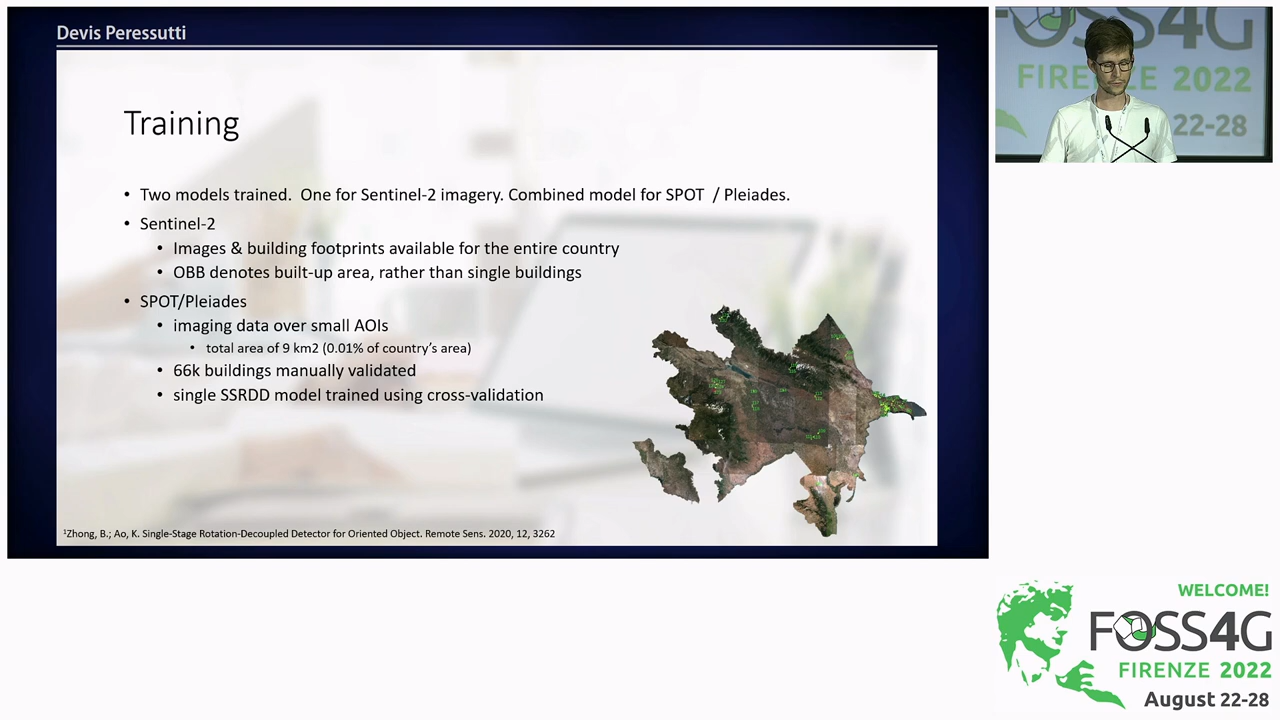 Devis Peressutti
Training
• Two models trained.  One for Sentinel-2 imagery. Combined model for SPOT  / Pleiades.
• Sentinel-2
• Images & building footprints available for the entire country
• OBB denotes built-up area, rather than single buildings
• SPOT/Pleiades
• imaging data over small AOIs
• total area of 9 km2 (0.01% of country’s area)
• 66k buildings manually validated
• single SSRDD model trained using cross-validation
¹Zhong, B.; Ao, K. Single-Stage Rotation-Decoupled Detector for Oriented Object. Remote Sens. 2020, 12, 3262
OSS4G
FIRENZE 2022
22-28
WELCOME!
FOSS4G
FIRENZE 2022
August 22-28